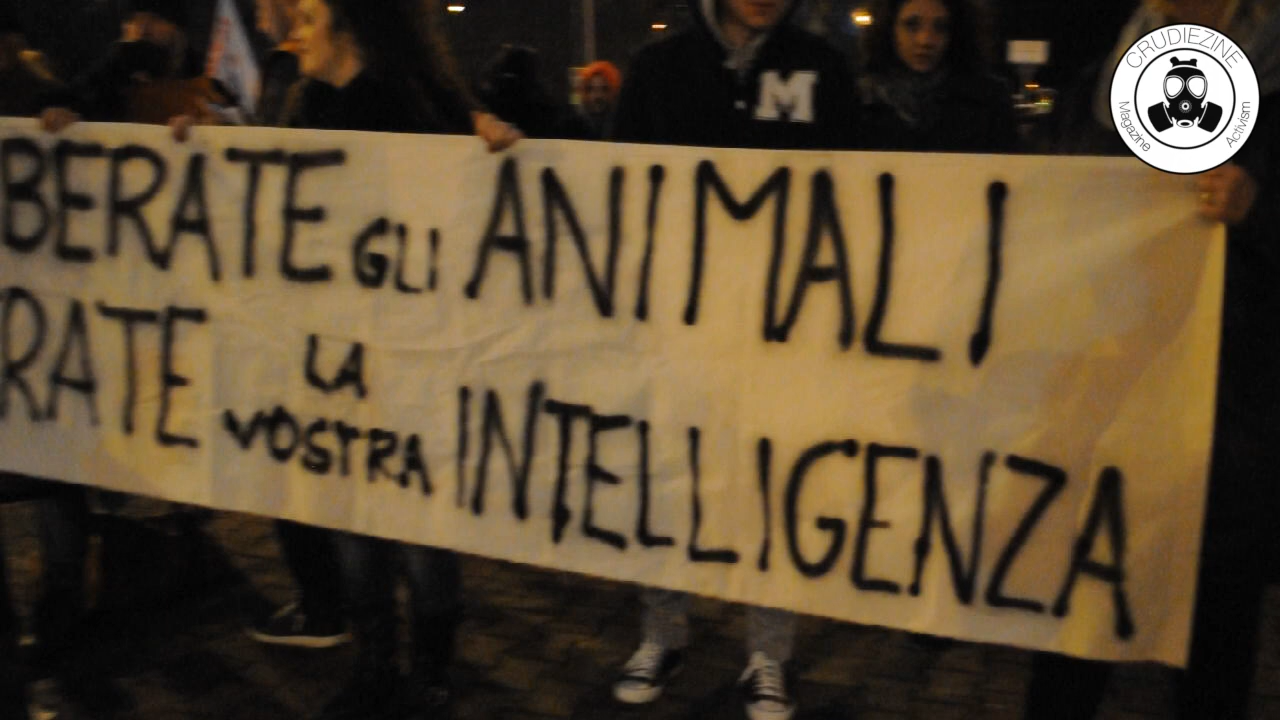 M
CRUDIEZINE
Magazine Activism
BERATE GLI ANIMALI
RATE LA VOSTRA INTELLIGENZA